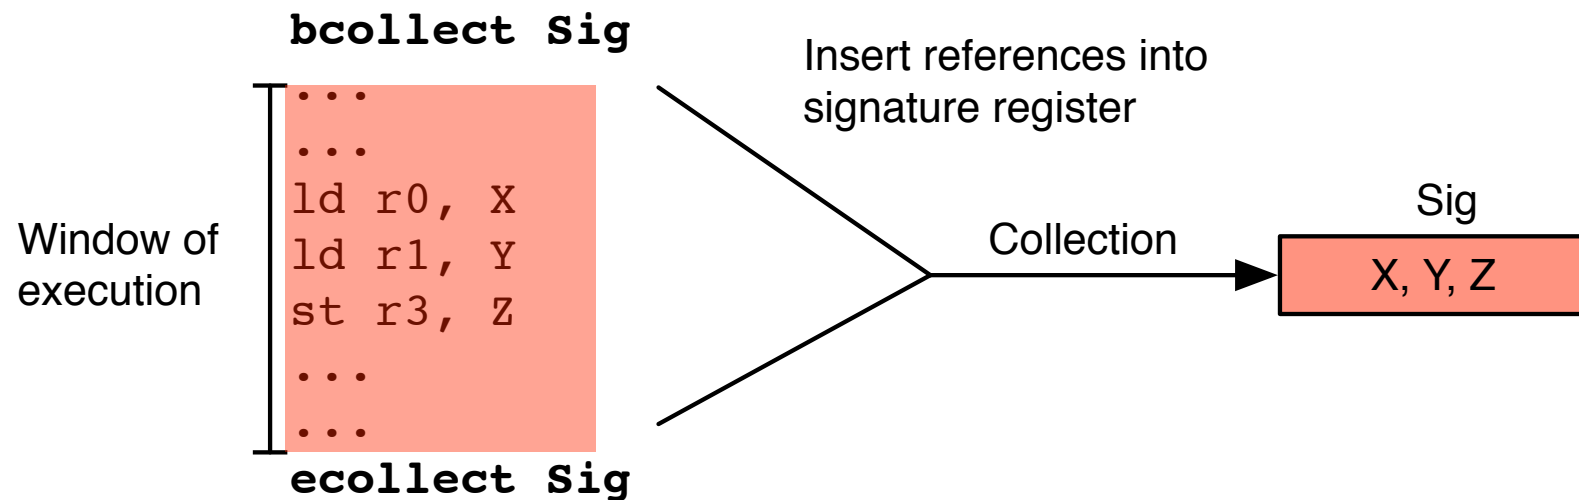 bcollect Sig
Insert references into
signature register
...
...
ld r0, X
ld r1, Y
st r3, Z
...
...
Window of
execution
Collection
Sig
X, Y, Z
ecollect Sig